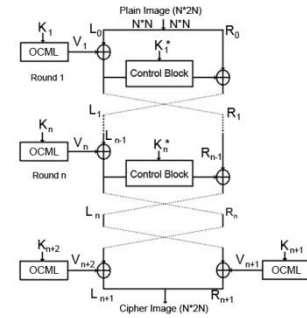 Plain Image (N*2N)
K1 L0 N*N N*N R0
V1 K1*
OCML
Control Block
Round 1
L1 R1
Kn Ln-1
Vn Kn* Rn-1
OCML
Control Block
Round n
Ln Rn
Kn+2 Kn+1
Vn+2 Vn+1
OCML OCML
Ln+1 Rn+1
Cipher Image (N*2N)